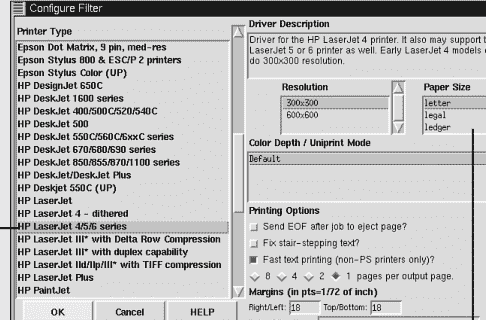 Configure Filter
Printer Type
Epson Dot Matrix, 9 pin, med-res
Epson Stylus 800 & ESC/P 2 printers
Epson Stylus Color (UP)
HP DesignJet 650C
HP DeskJet 1600 series
HP DeskJet 400/500C/520/540C
HP DeskJet 500
HP DeskJet 550C/560C/6xxC series
HP DeskJet 670/680/690 series
HP DeskJet 850/855/870/1100 series
HP DeskJet/DeskJet Plus
HP Deskjet 550C (UP)
HP LaserJet
HP LaserJet 4 - dithered
HP LaserJet 4/5/6 series
HP LaserJet III* with Delta Row Compression
HP LaserJet III* with duplex capability
HP LaserJet IId/IIp/III* with TIFF compression
HP LaserJet Plus
HP PaintJet
OK
Cancel
HELP
Driver Description
Driver for the HP LaserJet 4 printer. It also may support t
LaserJet 5 or 6 printer as well. Early LaserJet 4 models
do 300x300 resolution.
Resolution
300x300
600x600
Paper Size
letter
legal
ledger
Color Depth / Uniprint Mode
Default
Printing Options
Send EOF after job to eject page?
Fix stair-stepping text?
Fast text printing (non-PS printers only)?
8 4 2 1 pages per output page.
Margins (in pts=1/72 of inch)
Right/Left: 18 Top/Bottom: 18